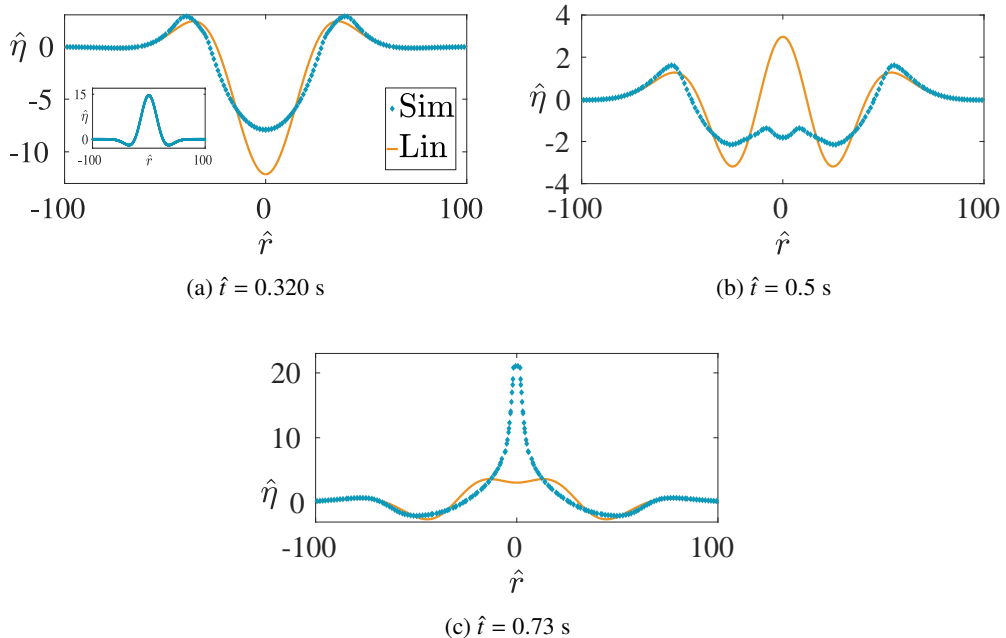 η̂ 0
-5
-10
-100 0 100
r̂
15
η̂
0
-100 r̂ 100
Sim
Lin
(a) t̂ = 0.320 s
4
2
η̂ 0
-2
-4
-100 0 100
r̂
(b) t̂ = 0.5 s
20
10
η̂ 0
-100 0 100
r̂
(c) t̂ = 0.73 s